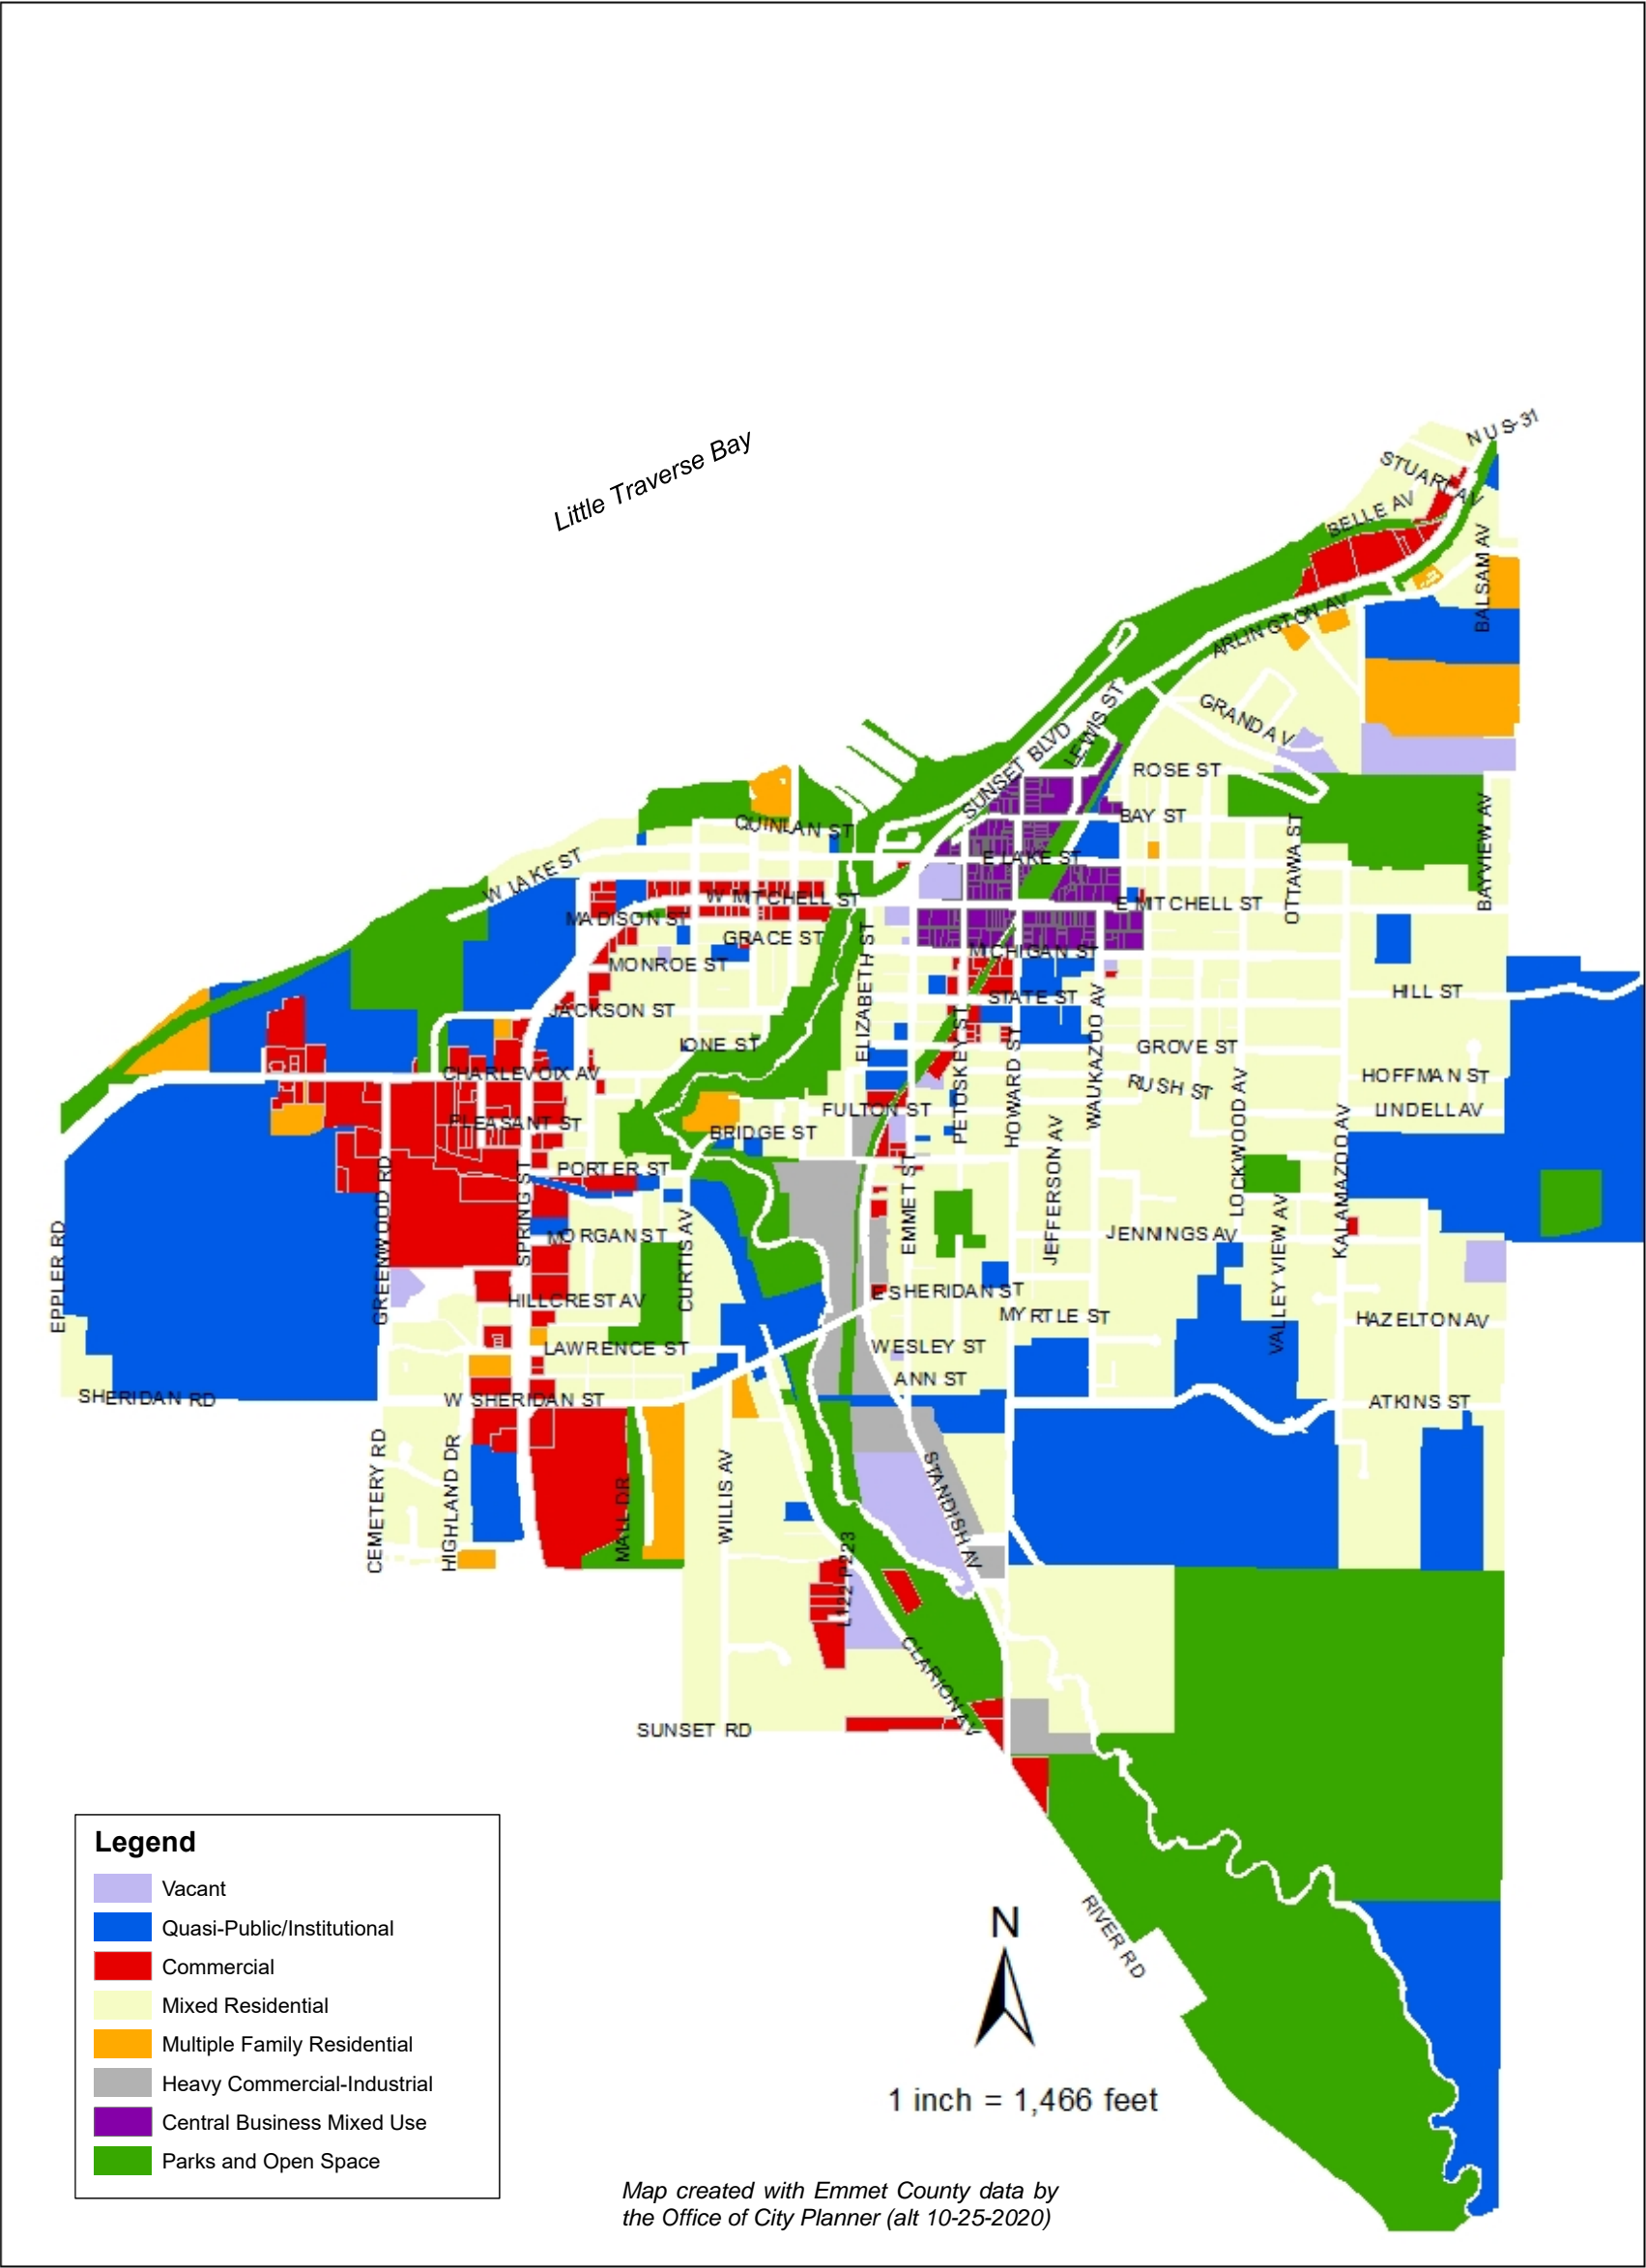 N US-31
STUART AV
BELLE AV
Little Traverse Bay
BALSAM AV
ARLINGTON AV
LEWIS ST
GRAND AV
SUNSET BLVD
ROSE ST
BAY ST
QUINLAN ST
OTTAWA ST
BAYVIEW AV
E LAKE ST
W LAKE ST
W MITCHELL ST
E MITCHELL ST
MADISON ST
GRACE ST
ELIZABETH ST
MICHIGAN ST
MONROE ST
HILL ST
STATE ST
JACKSON ST
IONE ST
PETOSKEY ST
HOWARD ST
WAUKAZOO AV
GROVE ST
CHARLEVOIX AV
HOFFMAN ST
RUSH ST
FULTON ST
LINDELL AV
PLEASANT ST
BRIDGE ST
JEFFERSON AV
LOCKWOOD AV
KALAMAZOO AV
PORTER ST
GREENWOOD RD
SPRING ST
EMMET ST
MORGAN ST
CURTIS AV
JENNINGS AV
VALLEY VIEW AV
EPPLER RD
HILLCREST AV
E SHERIDAN ST
MYRTLE ST
HAZELTON AV
LAWRENCE ST
WESLEY ST
ANN ST
SHERIDAN RD
W SHERIDAN ST
ATKINS ST
CEMETERY RD
HIGHLAND DR
MALL DR
WILLIS AV
STANDISH AV
L122 P223
CLARION AV
SUNSET RD
RIVER RD
Legend
Vacant
Quasi-Public/Institutional
Commercial
Mixed Residential
Multiple Family Residential
Heavy Commercial-Industrial
Central Business Mixed Use
Parks and Open Space
N
1 inch = 1,466 feet
Map created with Emmet County data by
the Office of City Planner (alt 10-25-2020)